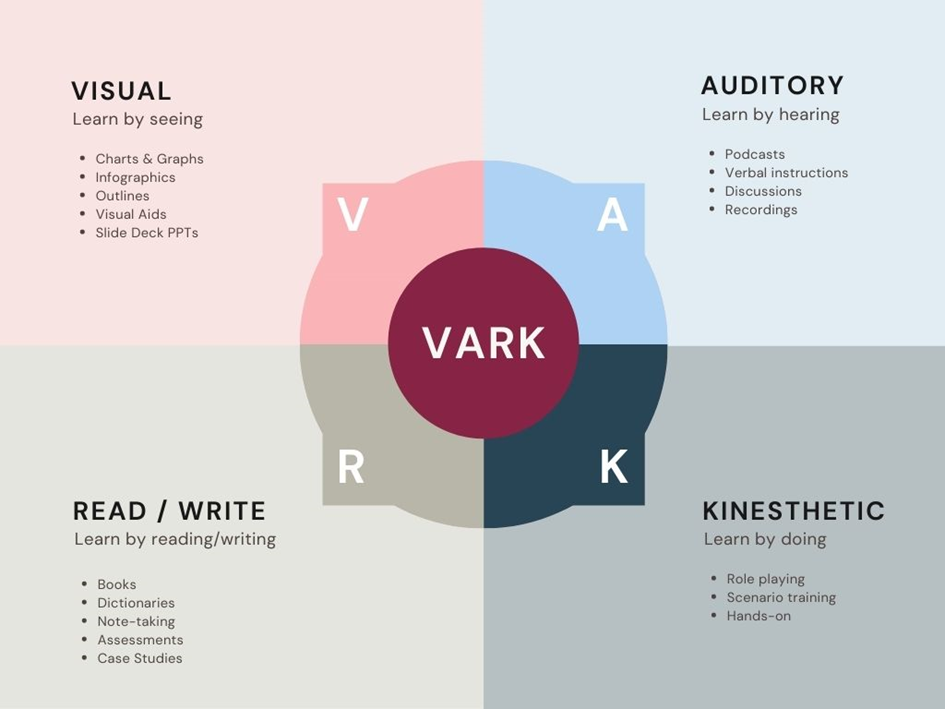 VISUAL
Learn by seeing
• Charts & Graphs
• Infographics
• Outlines
• Visual Aids
• Slide Deck PPTs
AUDITORY
Learn by hearing
• Podcasts
• Verbal instructions
• Discussions
• Recordings
V
A
VARK
R
K
READ / WRITE
Learn by reading/writing
• Books
• Dictionaries
• Note-taking
• Assessments
• Case Studies
KINESTHETIC
Learn by doing
• Role playing
• Scenario training
• Hands-on